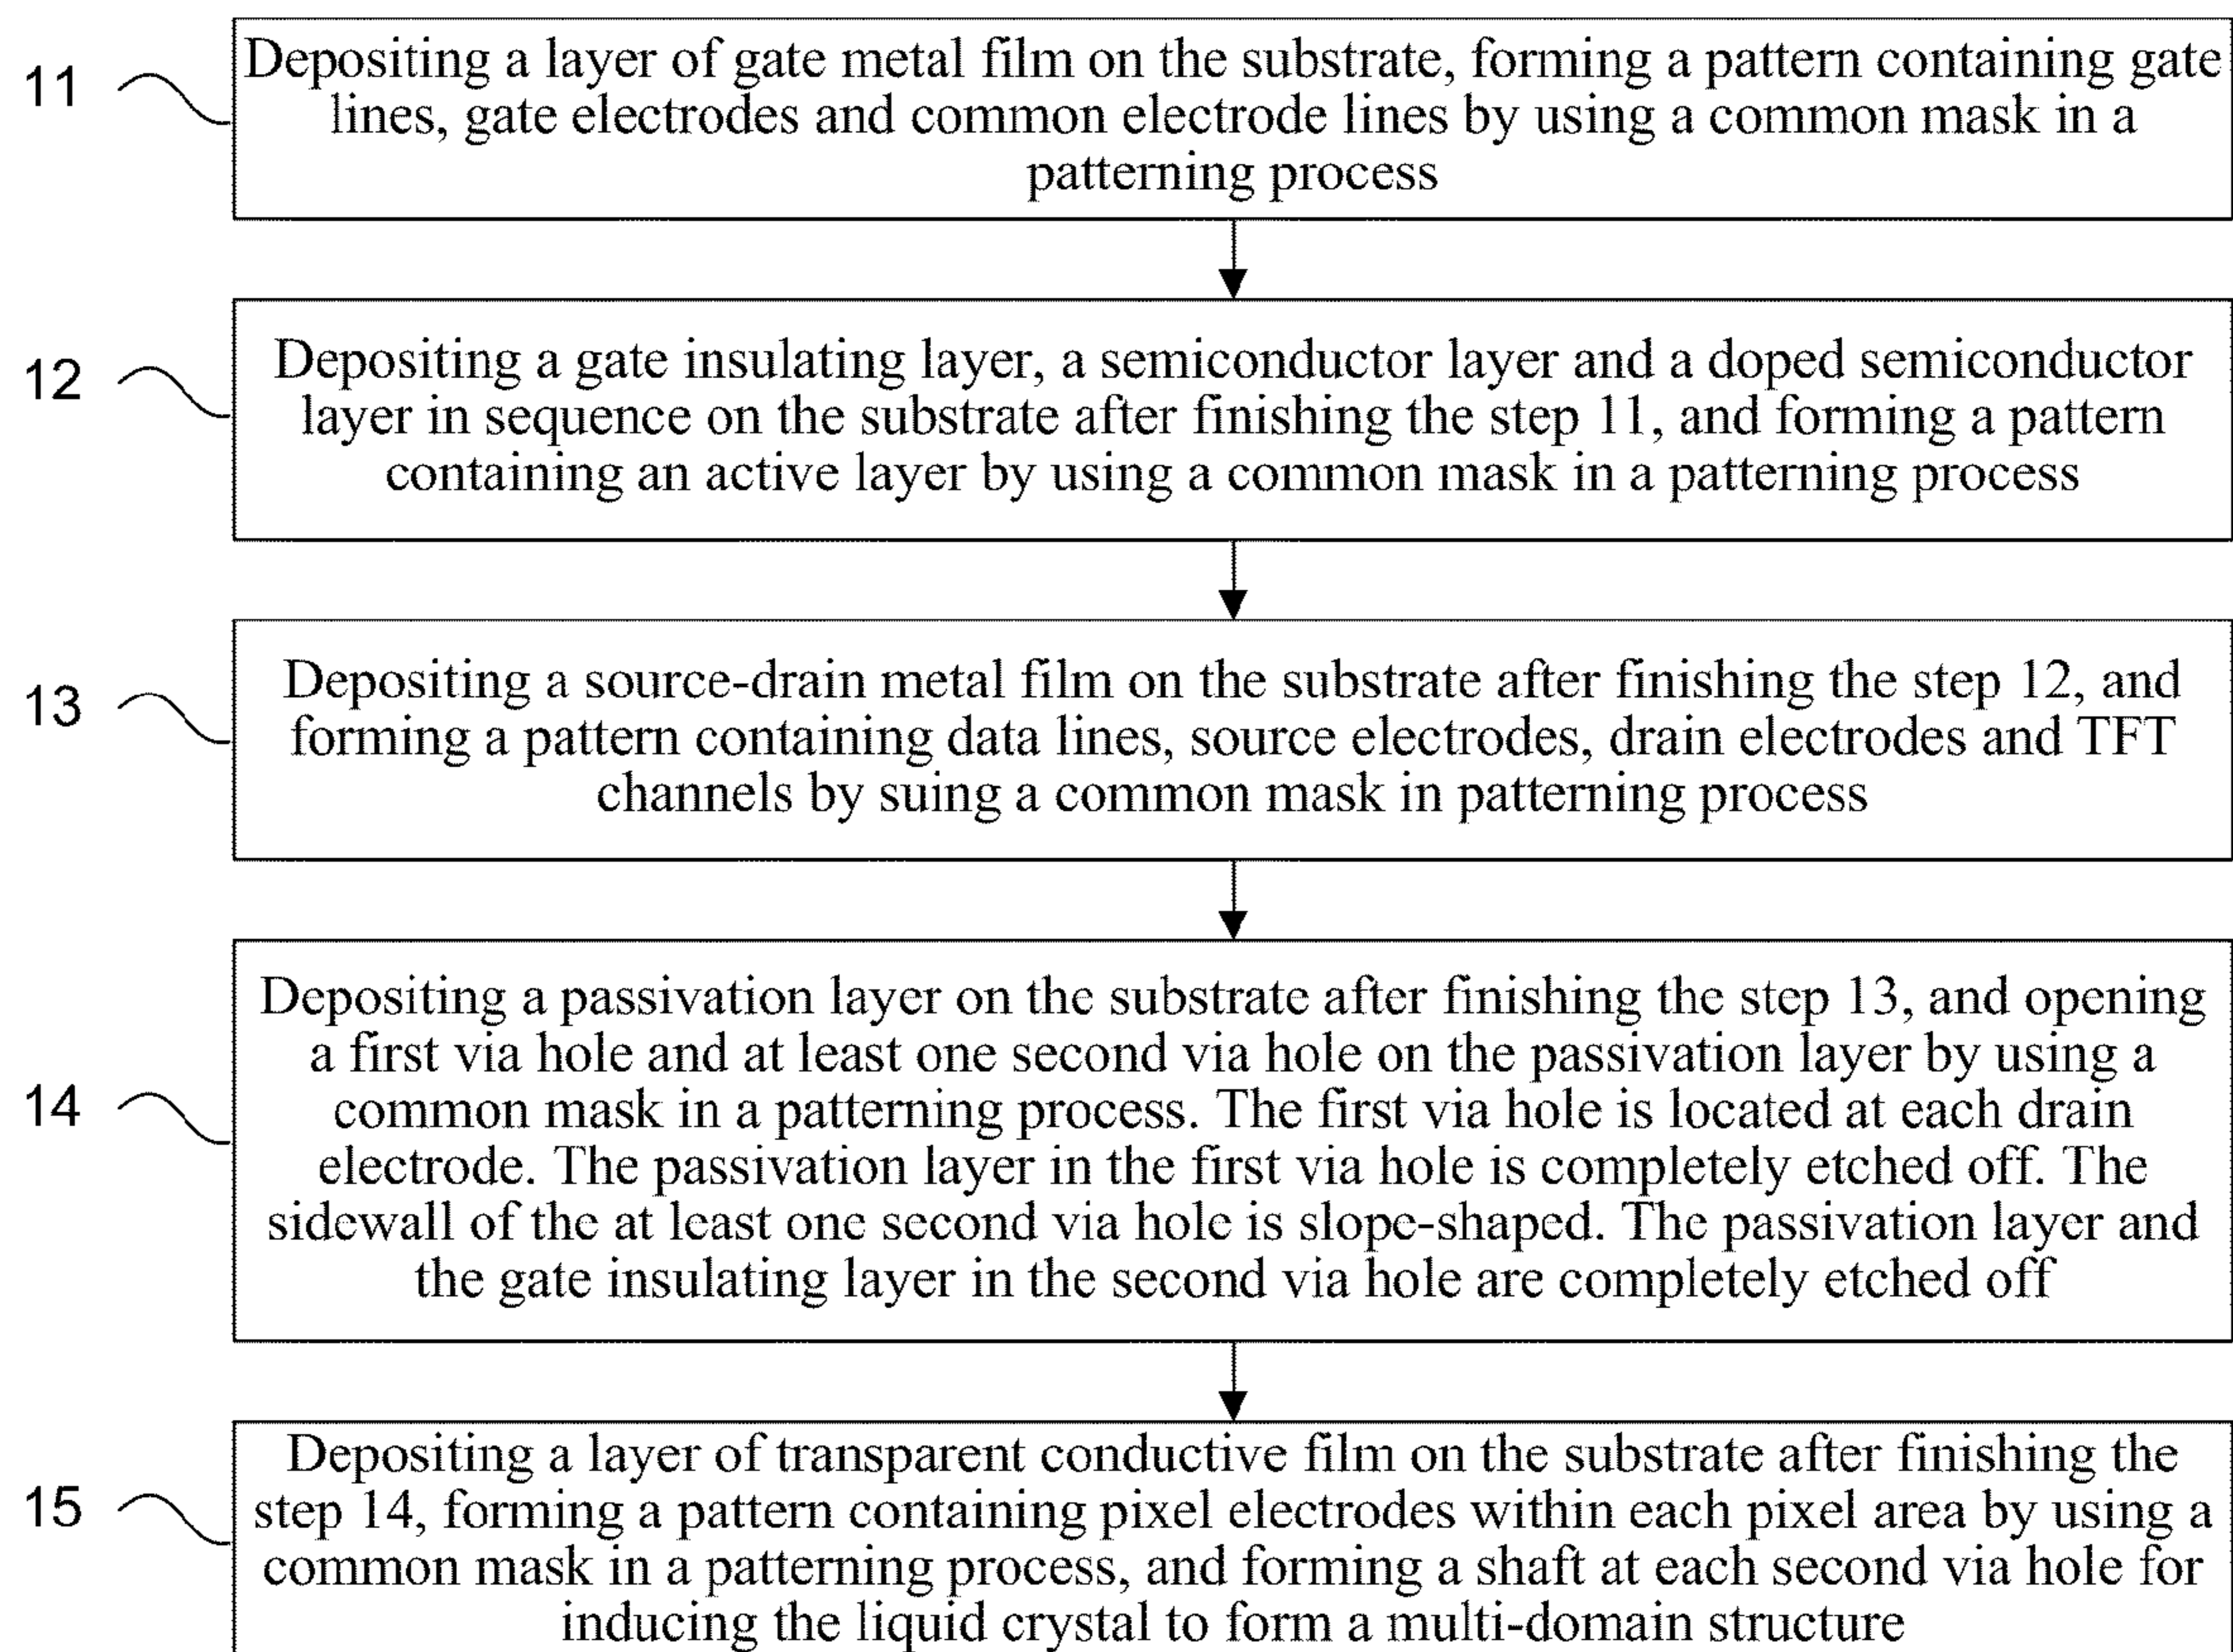 11
Depositing a layer of gate metal film on the substrate, forming a pattern containing gate
lines, gate electrodes and common electrode lines by using a common mask in a
patterning process
12
Depositing a gate insulating layer, a semiconductor layer and a doped semiconductor
layer in sequence on the substrate after finishing the step 11, and forming a pattern
containing an active layer by using a common mask in a patterning process
13
Depositing a source-drain metal film on the substrate after finishing the step 12, and
forming a pattern containing data lines, source electrodes, drain electrodes and TFT
channels by suing a common mask in patterning process
14
Depositing a passivation layer on the substrate after finishing the step 13, and opening
a first via hole and at least one second via hole on the passivation layer by using a
common mask in a patterning process. The first via hole is located at each drain
electrode. The passivation layer in the first via hole is completely etched off. The
sidewall of the at least one second via hole is slope-shaped. The passivation layer and
the gate insulating layer in the second via hole are completely etched off
15
Depositing a layer of transparent conductive film on the substrate after finishing the
step 14, forming a pattern containing pixel electrodes within each pixel area by using a
common mask in a patterning process, and forming a shaft at each second via hole for
inducing the liquid crystal to form a multi-domain structure